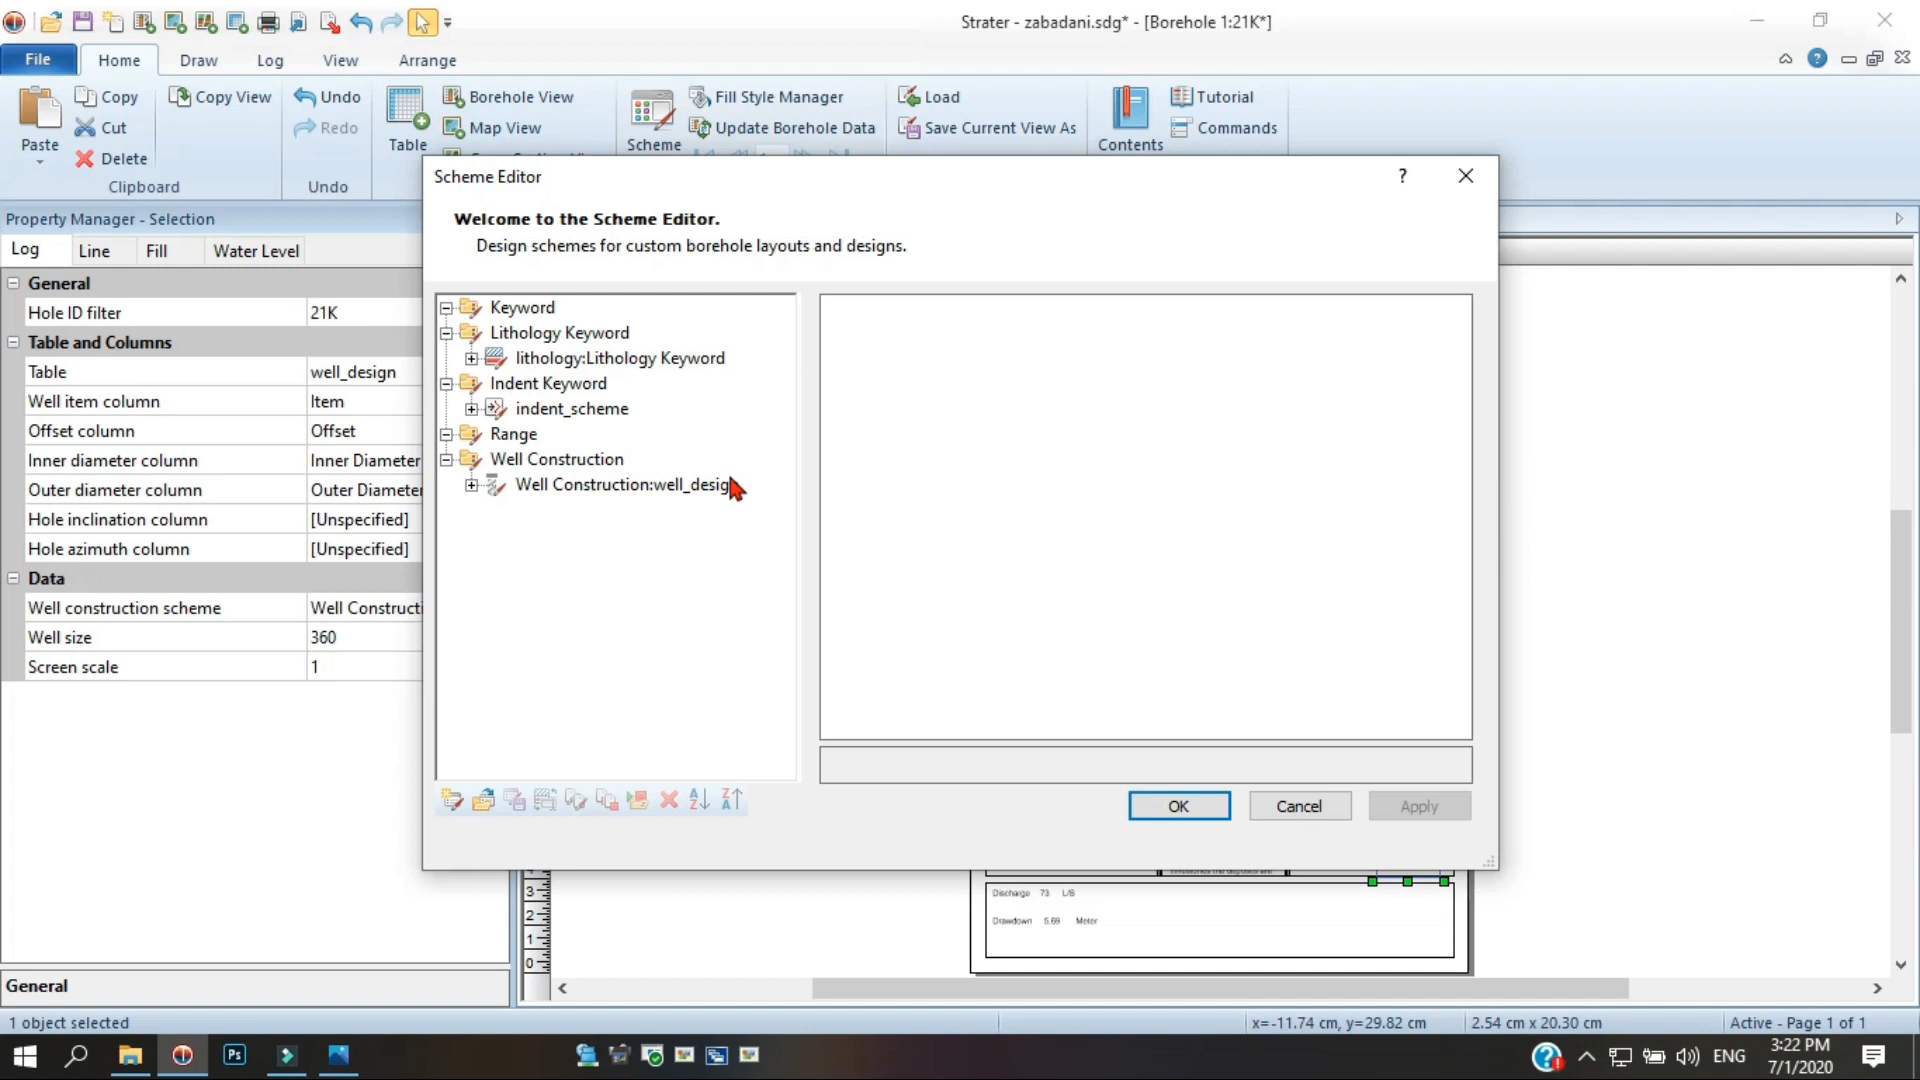 Strater - zabadani.sdg* - [Borehole 1:21K*]
File Home Draw Log View Arrange
Paste Copy Cut Delete Clipboard
Copy View
Undo Redo Undo
Table Borehole View Map View
Scheme Fill Style Manager Update Borehole Data
Load Save Current View As
Contents Tutorial Commands
Property Manager - Selection
Log Line Fill Water Level
General
Hole ID filter 21K
Table and Columns
Table well_design
Well item column Item
Offset column Offset
Inner diameter column Inner Diameter
Outer diameter column Outer Diameter
Hole inclination column [Unspecified]
Hole azimuth column [Unspecified]
Data
Well construction scheme Well Constructi
Well size 360
Screen scale 1
General
Scheme Editor ?
Welcome to the Scheme Editor.
Design schemes for custom borehole layouts and designs.
Keyword
Lithology Keyword
lithology:Lithology Keyword
Indent Keyword
indent_scheme
Range
Well Construction
Well Construction:well_desig
OK Cancel Apply
3
2
1
0
Discharge 73 L/S
Drawdown 5.69 Meter
1 object selected x=-11.74 cm, y=29.82 cm 2.54 cm x 20.30 cm Active - Page 1 of 1
Ps ENG 3:22 PM
7/1/2020